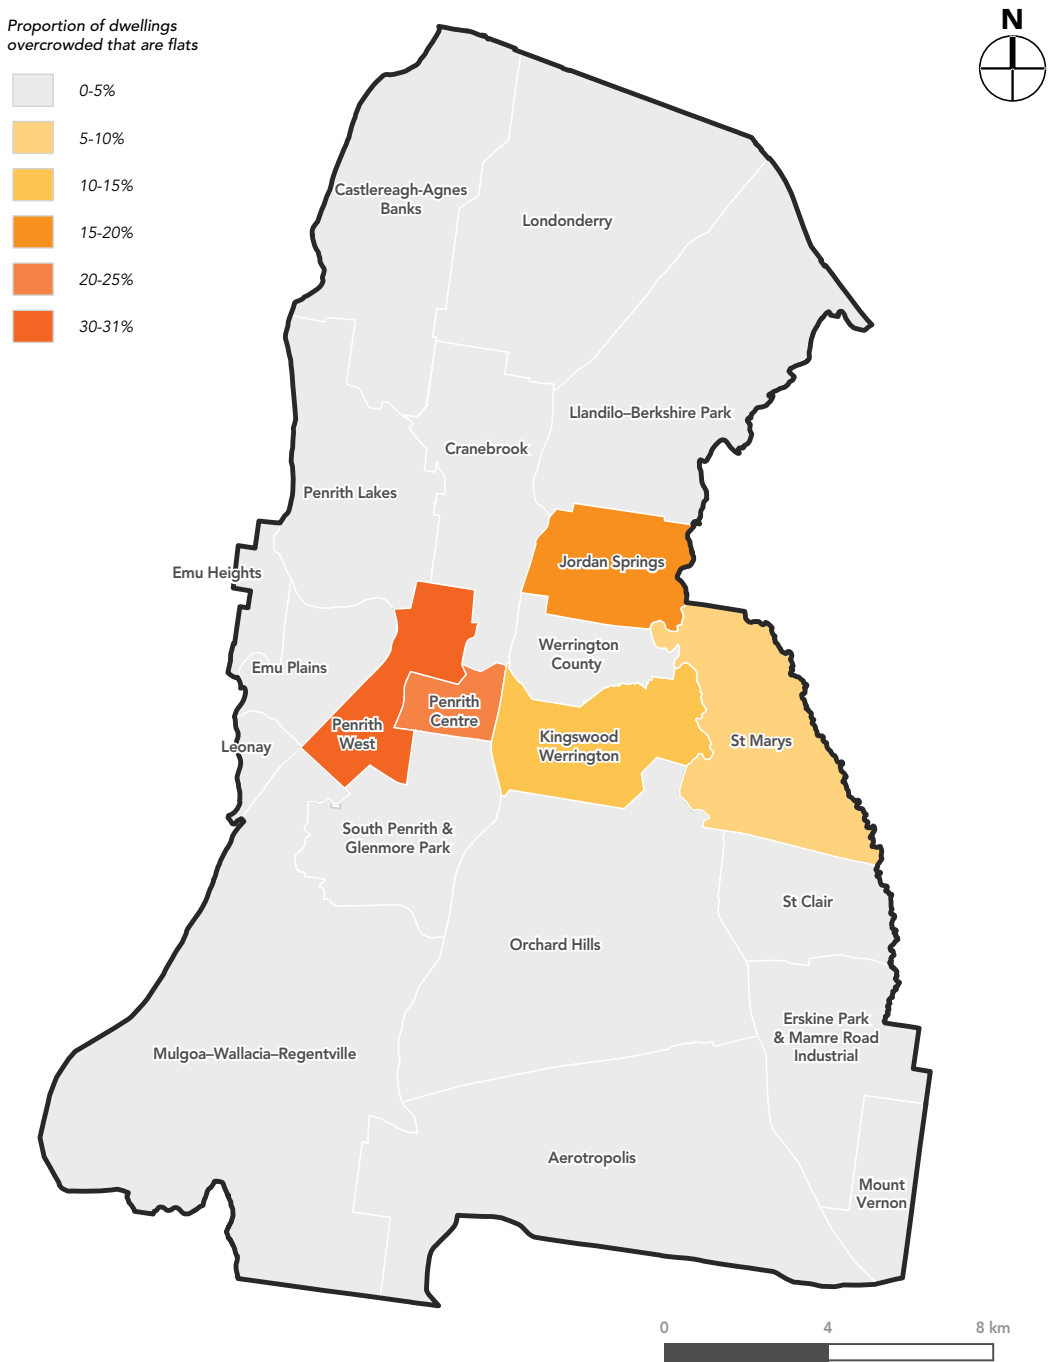 Proportion of dwellings
overcrowded that are flats
0-5%
5-10%
10-15%
15-20%
20-25%
30-31%
N
Castlereagh-Agnes
Banks
Londonderry
Llandilo–Berkshire Park
Cranebrook
Penrith Lakes
Jordan Springs
Emu Heights
Werrington
County
Emu Plains
Penrith
Centre
Penrith
West
Kingswood
Werrington
St Marys
Leonay
South Penrith &
Glenmore Park
St Clair
Orchard Hills
Erskine Park
& Mamre Road
Industrial
Mulgoa–Wallacia–Regentville
Aerotropolis
Mount
Vernon
0 4 8 km